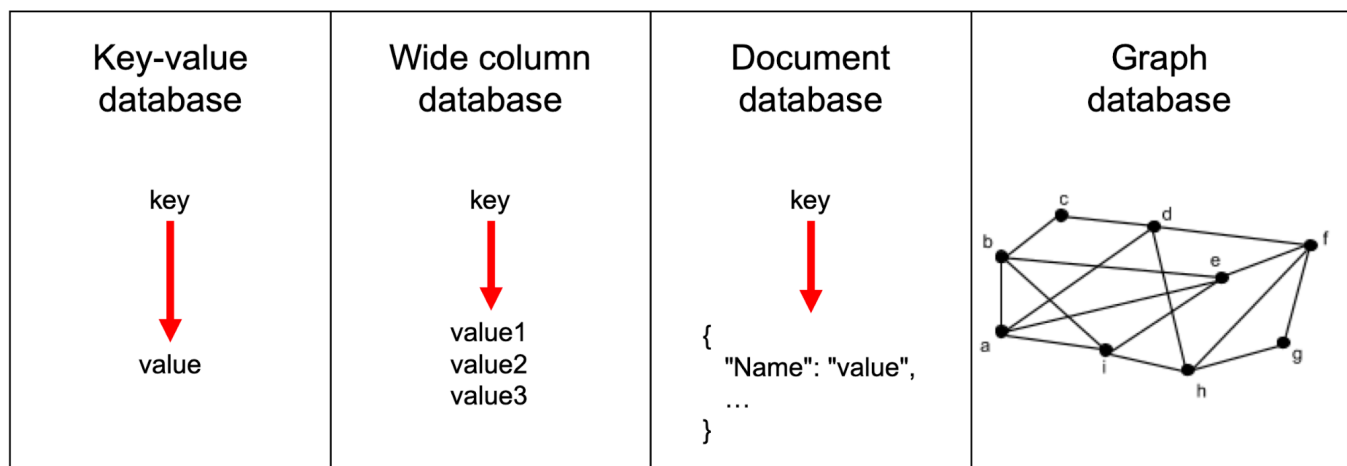 Key-value
database
key
value
Wide column
database
key
value1
value2
value3
Document
database
key
{
"Name": "value",
…
}
Graph
database
c
d
b
f
e
a
i
g
h